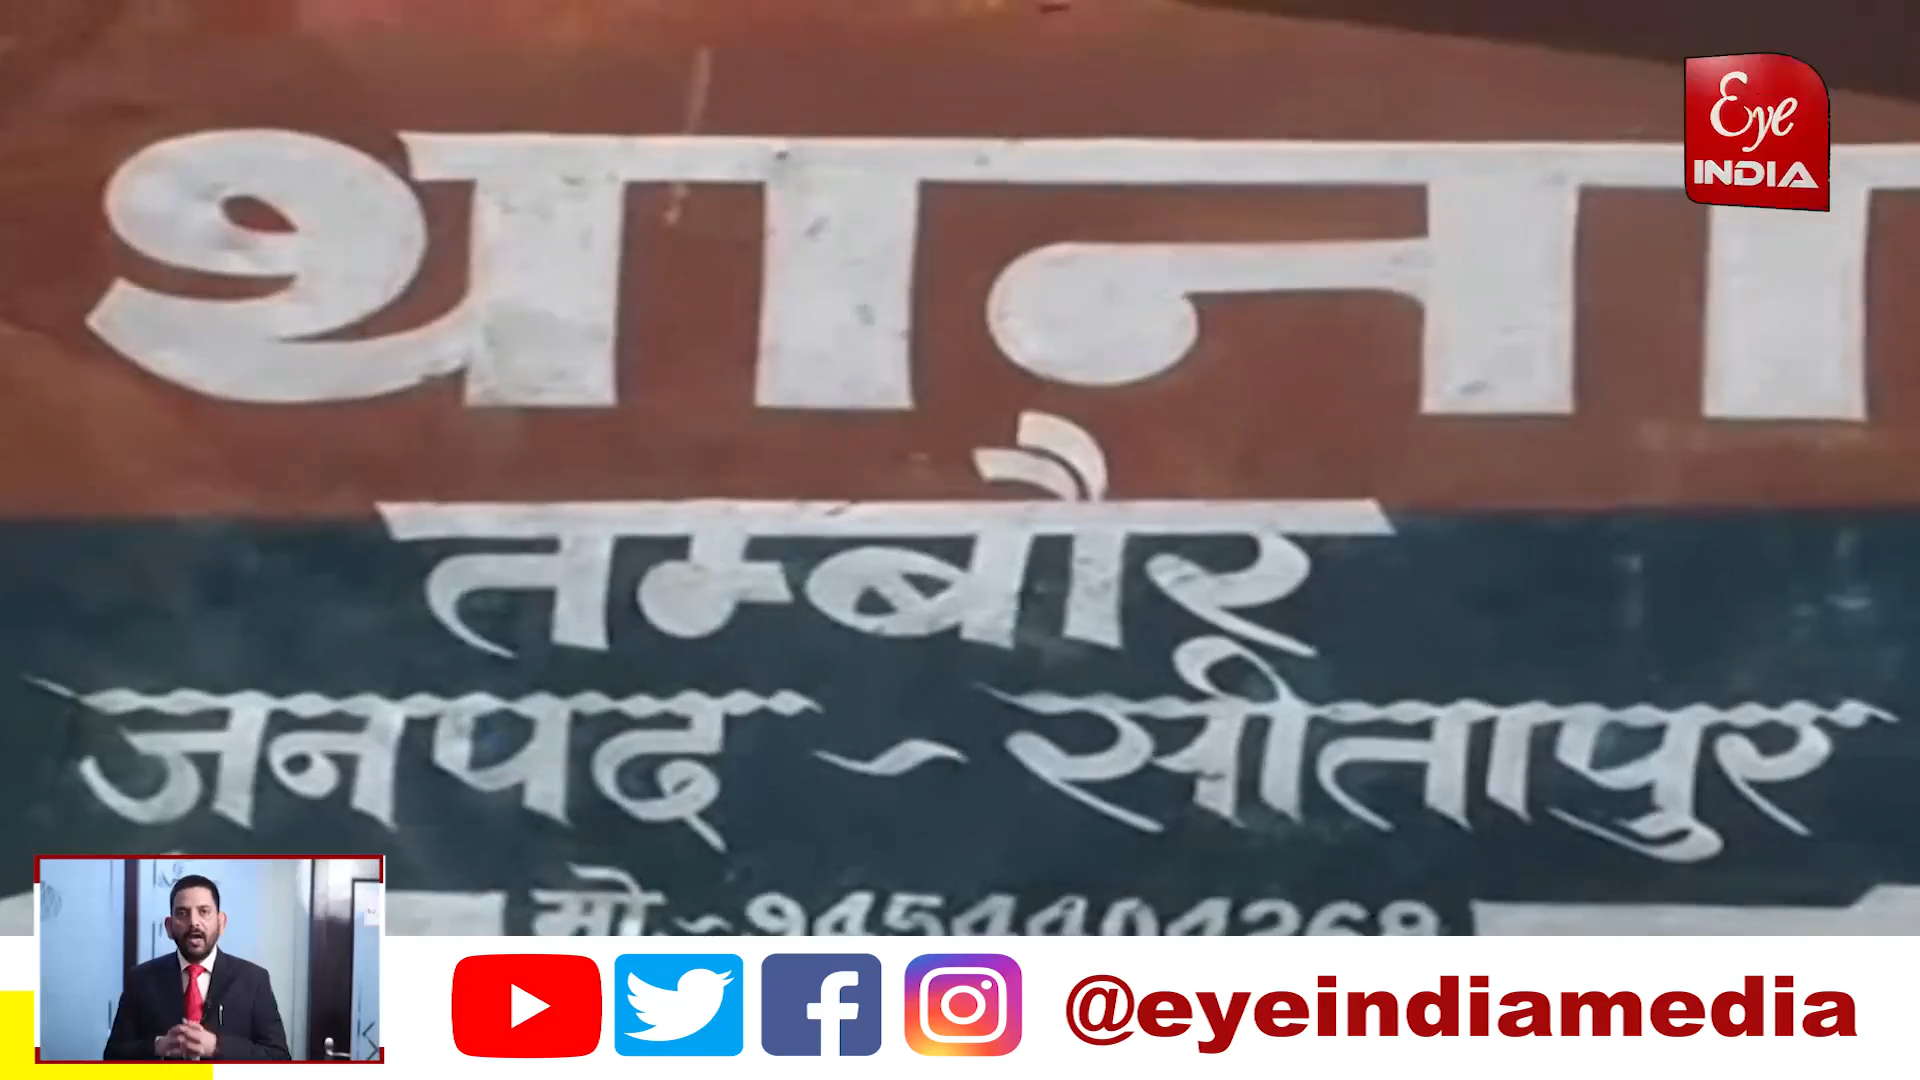 Eye
INDIA
थाना
तम्बौर
जनपद ~ सीतापुर
मो.~
@eyeindiamedia